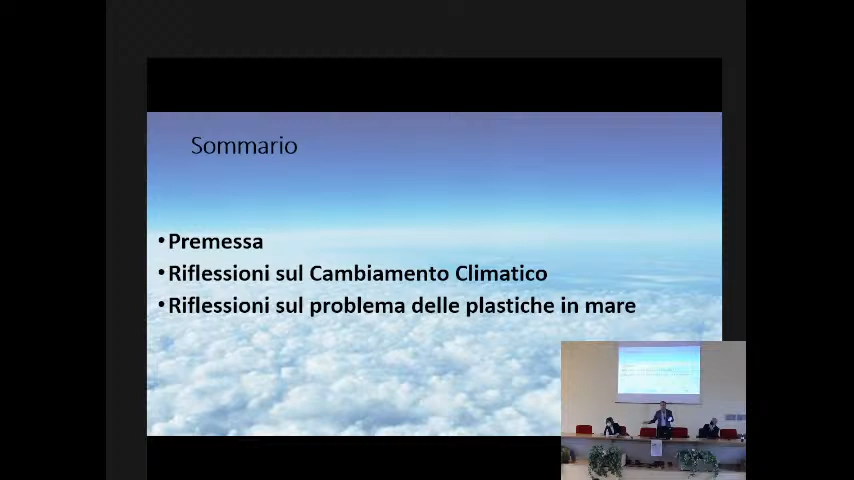 Sommario
•Premessa
•Riflessioni sul Cambiamento Climatico
•Riflessioni sul problema delle plastiche in mare